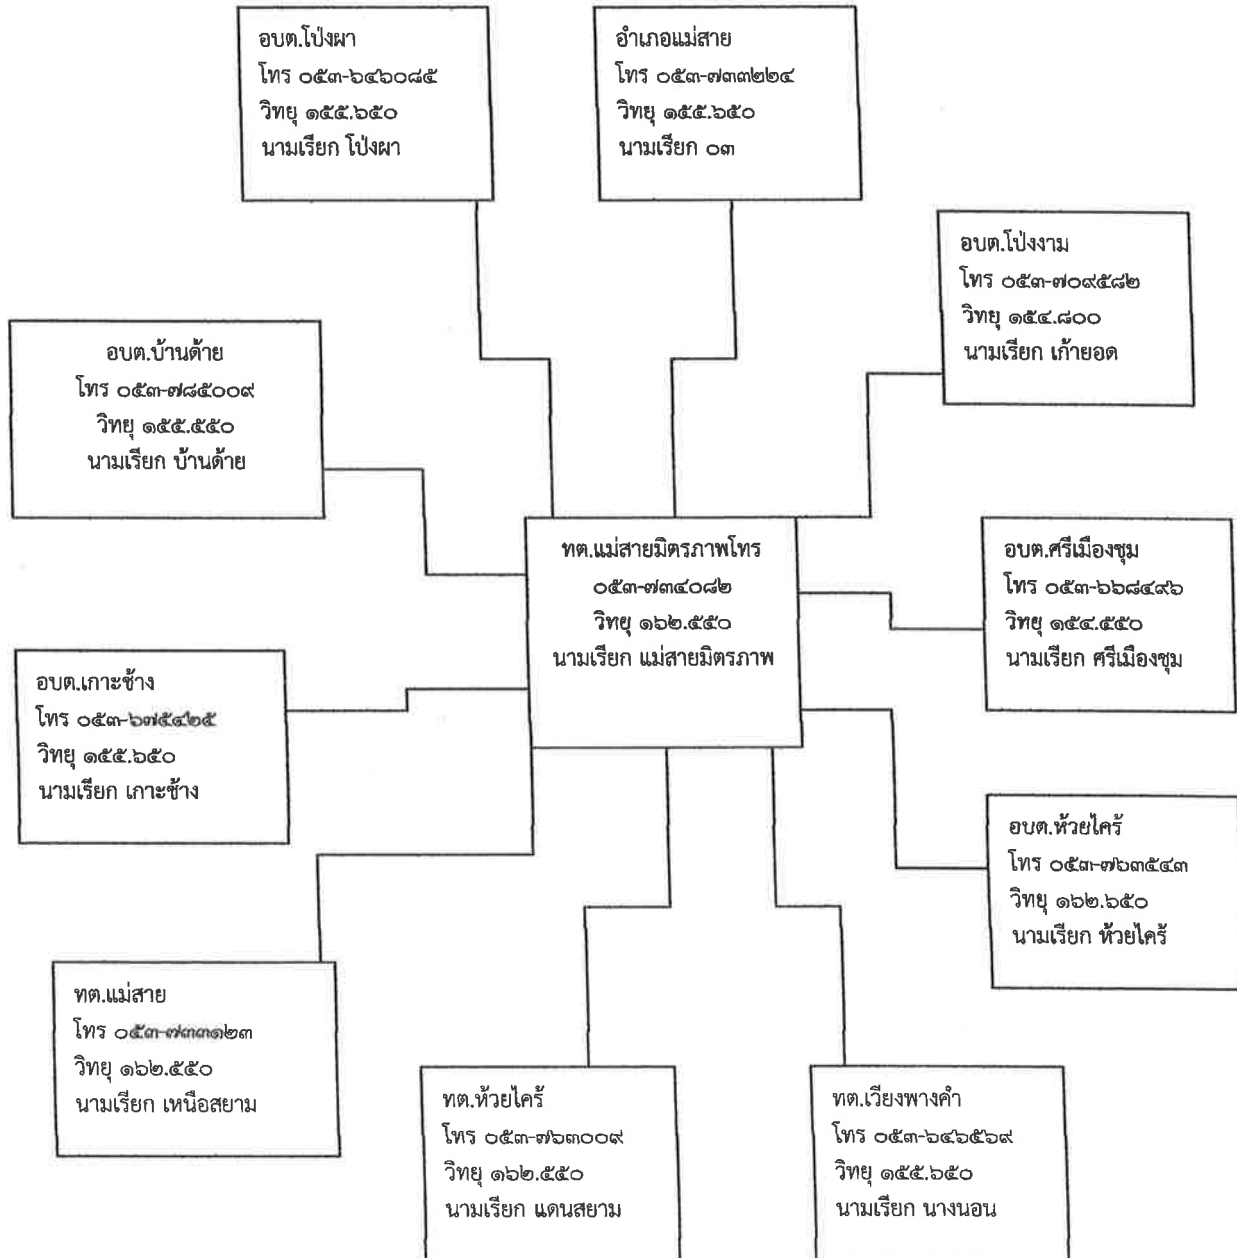 อบต.โป่งผา
โทร ๐๕๓-๖๔๖๐๘๕
วิทยุ ๑๕๕.๖๕๐
นามเรียก โป่งผา
อำเภอแม่สาย
โทร ๐๕๓-๗๓๓๒๒๔
วิทยุ ๑๕๕.๖๕๐
นามเรียก ๐๓
อบต.โป่งงาม
โทร ๐๕๓-๗๐๙๕๘๒
วิทยุ ๑๕๔.๘๐๐
นามเรียก เก้ายอด
อบต.บ้านด้าย
โทร ๐๕๓-๗๘๕๐๐๙
วิทยุ ๑๕๕.๕๕๐
นามเรียก บ้านด้าย
ทต.แม่สายมิตรภาพโทร
๐๕๓-๗๓๔๐๘๒
วิทยุ ๑๖๒.๕๕๐
นามเรียก แม่สายมิตรภาพ
อบต.ศรีเมืองชุม
โทร ๐๕๓-๖๖๘๔๙๖
วิทยุ ๑๕๔.๕๕๐
นามเรียก ศรีเมืองชุม
อบต.เกาะช้าง
โทร ๐๕๓-๖๗๕๔๒๕
วิทยุ ๑๕๕.๖๕๐
นามเรียก เกาะช้าง
อบต.ห้วยไคร้
โทร ๐๕๓-๗๖๓๕๔๓
วิทยุ ๑๖๒.๖๕๐
นามเรียก ห้วยไคร้
ทต.แม่สาย
โทร ๐๕๓-๗๓๓๑๒๓
วิทยุ ๑๖๒.๕๕๐
นามเรียก เหนือสยาม
ทต.ห้วยไคร้
โทร ๐๕๓-๗๖๓๐๐๙
วิทยุ ๑๖๒.๕๕๐
นามเรียก แดนสยาม
ทต.เวียงพางคำ
โทร ๐๕๓-๖๔๖๕๖๙
วิทยุ ๑๕๕.๖๕๐
นามเรียก นางนอน